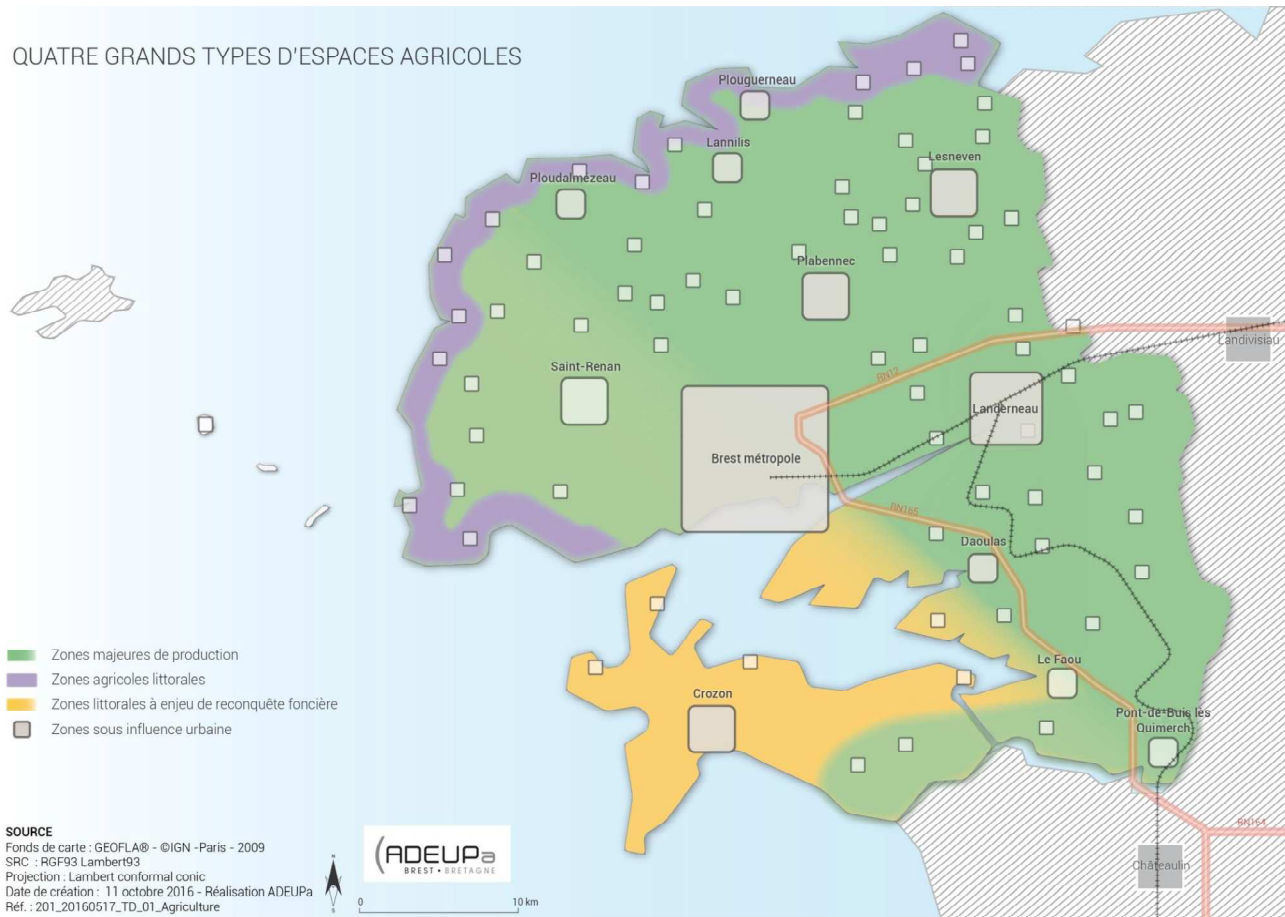 QUATRE GRANDS TYPES D'ESPACES AGRICOLES
Plouguerneau
Lannilis
Lesneven
Ploudalmézeau
Plabennec
Landivisiau
RN12
Saint-Renan
Landerneau
Brest métropole
RN165
Daoulas
Zones majeures de production
Zones agricoles littorales
Zones littorales à enjeu de reconquête foncière
Zones sous influence urbaine
Le Faou
Crozon
Pont-de-Buis lès
Quimerch
RN164
Châteaulin
SOURCE
Fonds de carte : GEOFLA® - ©IGN -Paris - 2009
SRC : RGF93 Lambert93
Projection : Lambert conformal conic
Date de création : 11 octobre 2016 - Réalisation ADEUPa
Réf. : 201_20160517_TD_01_Agriculture
N
S
ADEUPa
BREST • BRETAGNE
0
10 km